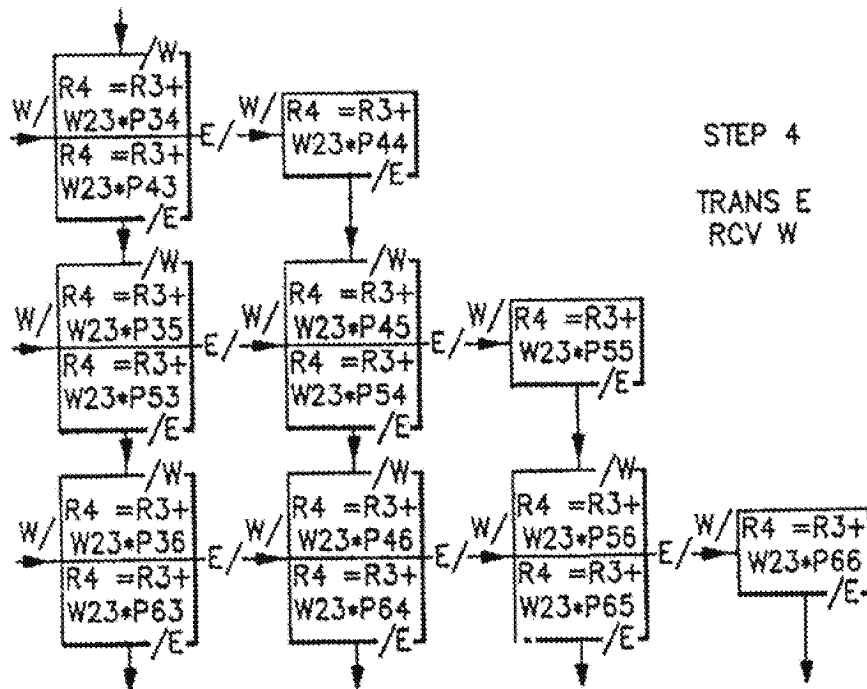 /W
R4 =R3+
W/
W23*P34
E/
R4 =R3+
W23*P43
/E
W/
R4 =R3+
W23*P44
/E
STEP 4
TRANS E
RCV W
/W
R4 =R3+
W/
W23*P35
E/
R4 =R3+
W23*P53
/E
/W
R4 =R3+
W/
W23*P45
E/
R4 =R3+
W23*P54
/E
W/
R4 =R3+
W23*P55
/E
/W
R4 =R3+
W/
W23*P36
E/
R4 =R3+
W23*P63
/E
/W
R4 =R3+
W/
W23*P46
E/
R4 =R3+
W23*P64
/E
/W
R4 =R3+
W/
W23*P56
E/
R4 =R3+
W23*P65
/E
W/
R4 =R3+
W23*P66
/E